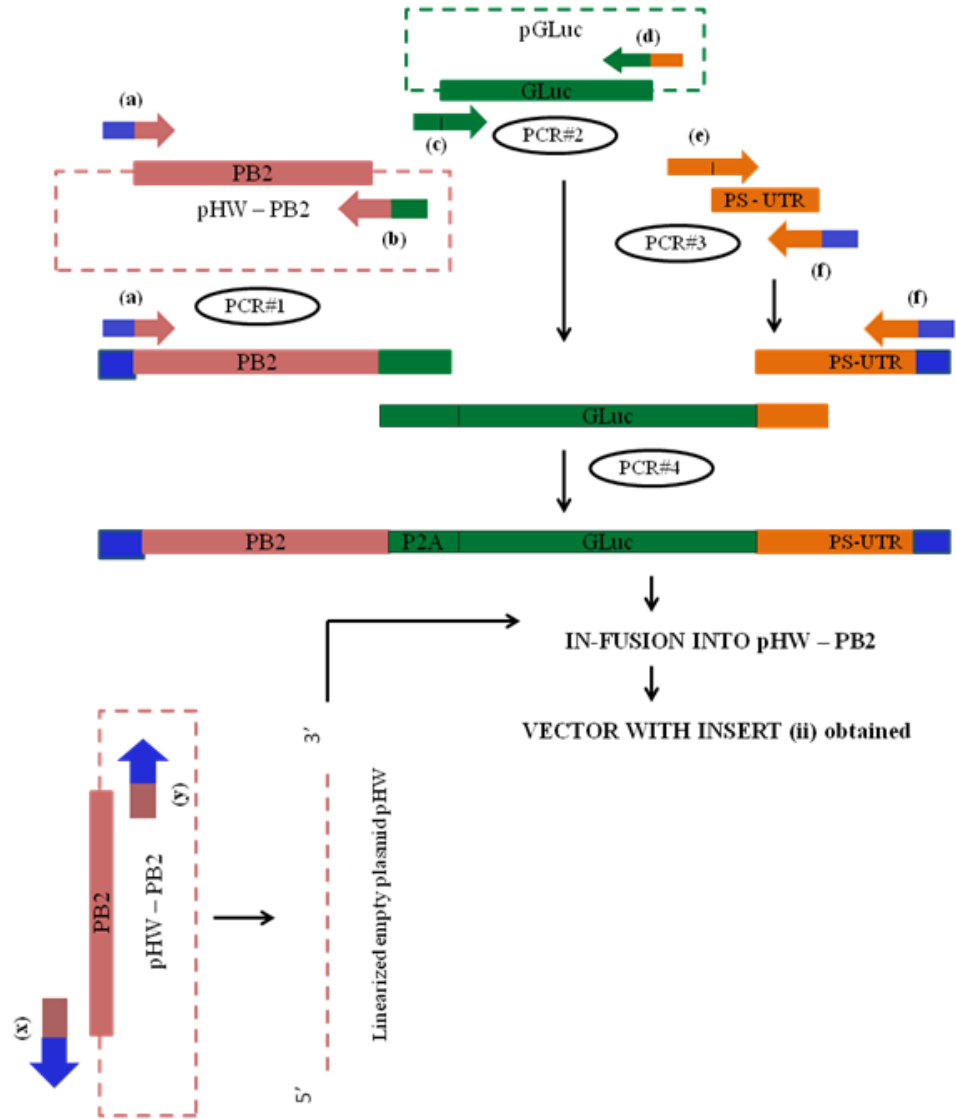 pGLuc
(d)
GLuc
(a)
(c)
PCR#2
(e)
PB2
PS - UTR
pHW – PB2
(b)
PCR#3
(f)
(a)
PCR#1
(f)
PB2
PS-UTR
GLuc
PCR#4
PB2
P2A
GLuc
PS-UTR
IN-FUSION INTO pHW – PB2
VECTOR WITH INSERT (ii) obtained
3'
(y)
PB2
pHW – PB2
Linearized empty plasmid pHW
(x)
5'